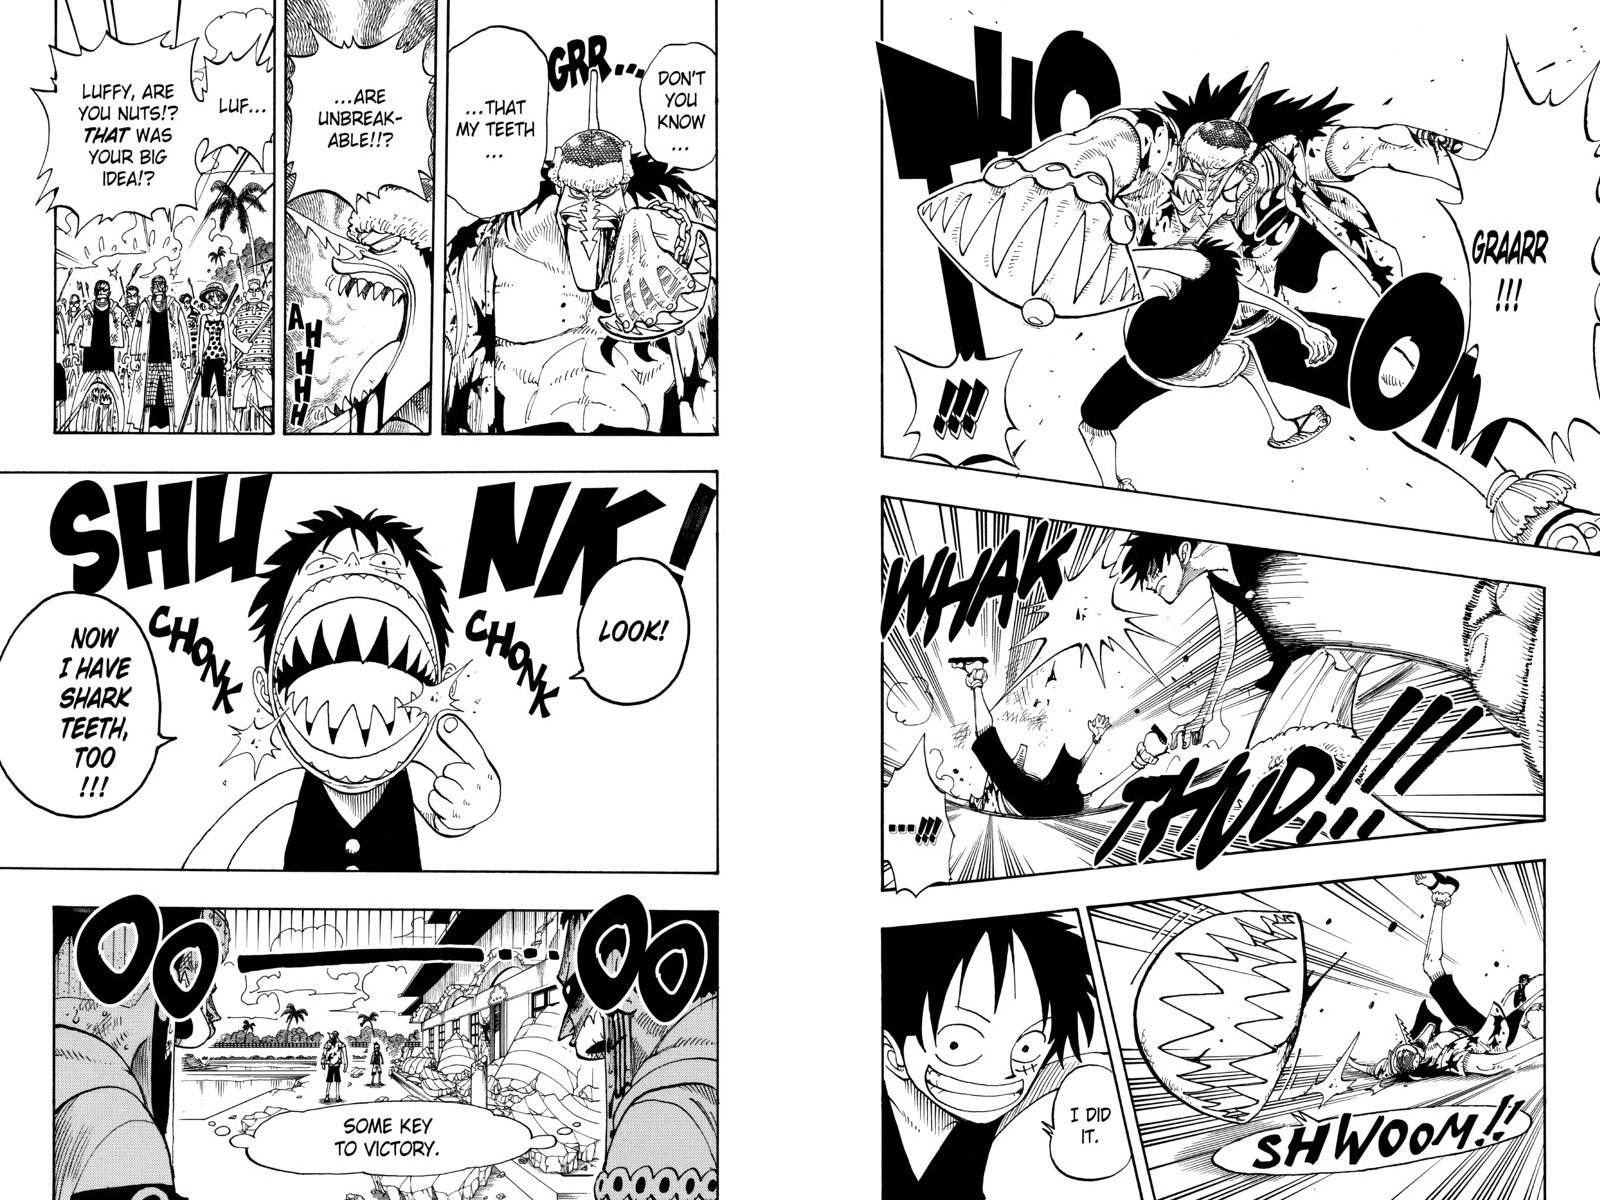 THOOM
GRAARR
!!!
!!!
WHAK
THUD!!!
...!!!
SHWOOM!!
I DID
IT.
DON'T
YOU
KNOW
...
GRR...
...THAT
MY TEETH
...
...ARE
UNBREAK-
ABLE!!?
AHHHH
LUF...
LUFFY, ARE
YOU NUTS!?
THAT WAS
YOUR BIG
IDEA!?
SHUNK!
LOOK!
CHONK
CHONK
NOW
I HAVE
SHARK
TEETH,
TOO
!!!
OO
OO
SOME KEY
TO VICTORY.